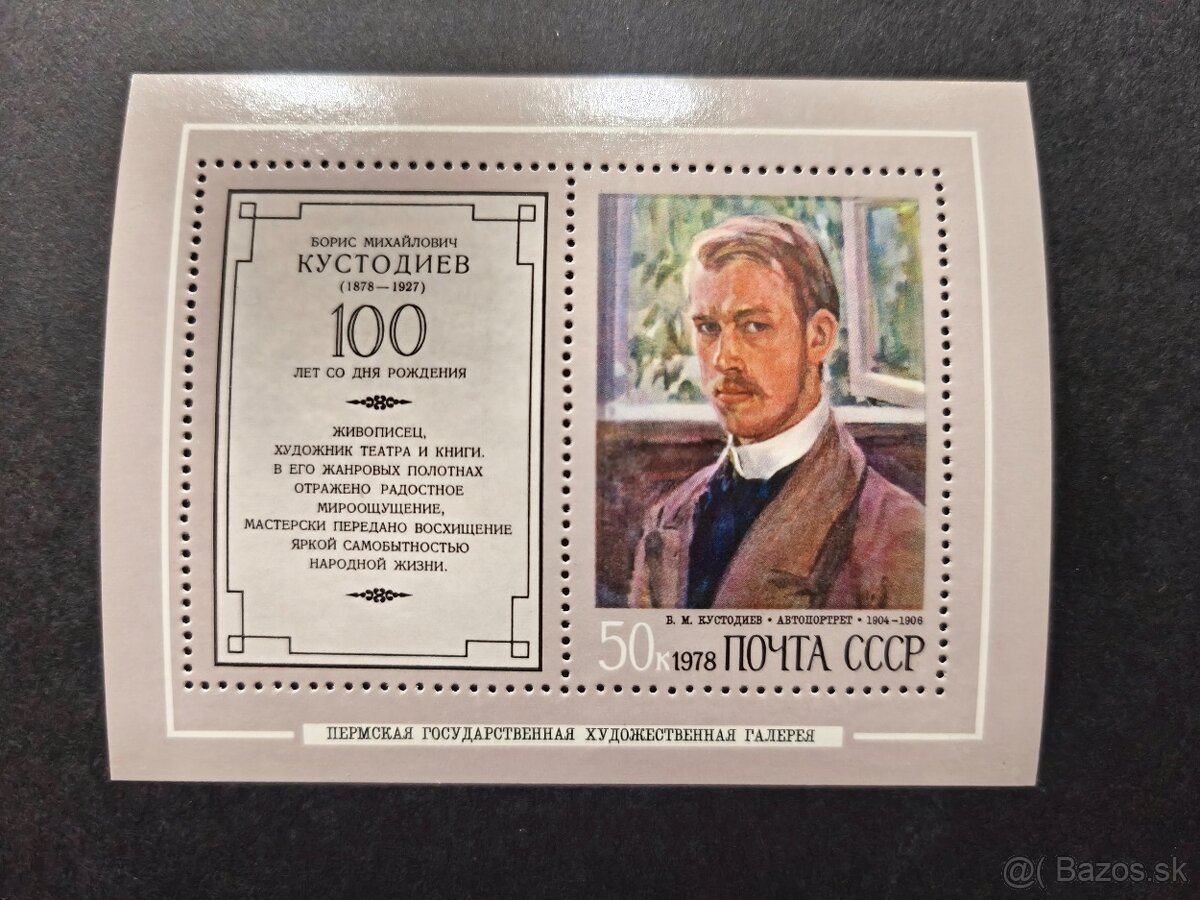 БОРИС МИХАЙЛОВИЧ
КУСТОДИЕВ
(1878—1927)
100
ЛЕТ СО ДНЯ РОЖДЕНИЯ
ЖИВОПИСЕЦ,
ХУДОЖНИК ТЕАТРА И КНИГИ.
В ЕГО ЖАНРОВЫХ ПОЛОТНАХ
ОТРАЖЕНО РАДОСТНОЕ
МИРООЩУЩЕНИЕ,
МАСТЕРСКИ ПЕРЕДАНО ВОСХИЩЕНИЕ
ЯРКОЙ САМОБЫТНОСТЬЮ
НАРОДНОЙ ЖИЗНИ.
Б. М. КУСТОДИЕВ • АВТОПОРТРЕТ • 1904-1906
50к 1978 ПОЧТА СССР
ПЕРМСКАЯ ГОСУДАРСТВЕННАЯ ХУДОЖЕСТВЕННАЯ ГАЛЕРЕЯ
@( Bazos.sk